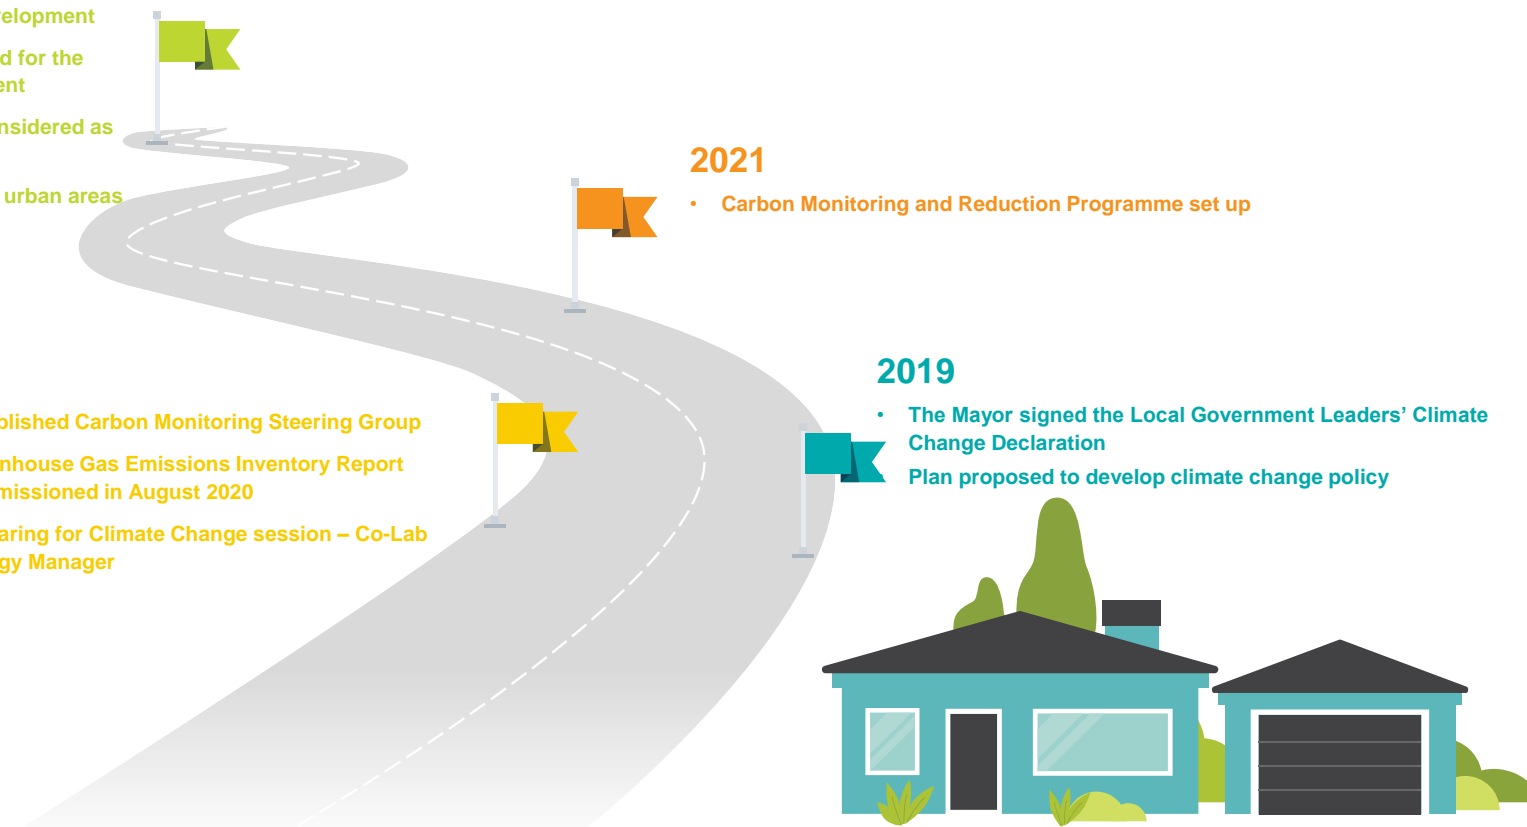 velopment
d for the
ent
nsidered as
urban areas
2021
• Carbon Monitoring and Reduction Programme set up
2019
• The Mayor signed the Local Government Leaders’ Climate
Change Declaration
Plan proposed to develop climate change policy
blished Carbon Monitoring Steering Group
nhouse Gas Emissions Inventory Report
missioned in August 2020
aring for Climate Change session – Co-Lab
gy Manager